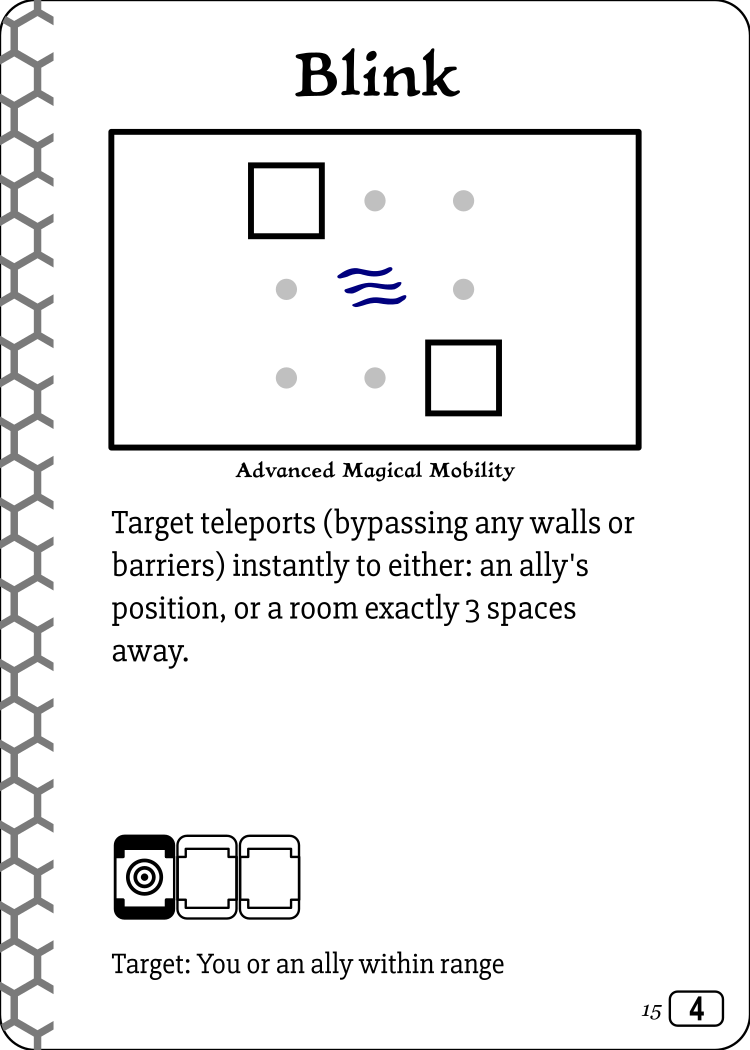 Blink
Advanced Magical Mobility
Target teleports (bypassing any walls or
barriers) instantly to either: an ally's
position, or a room exactly 3 spaces
away.
Target: You or an ally within range
15 4